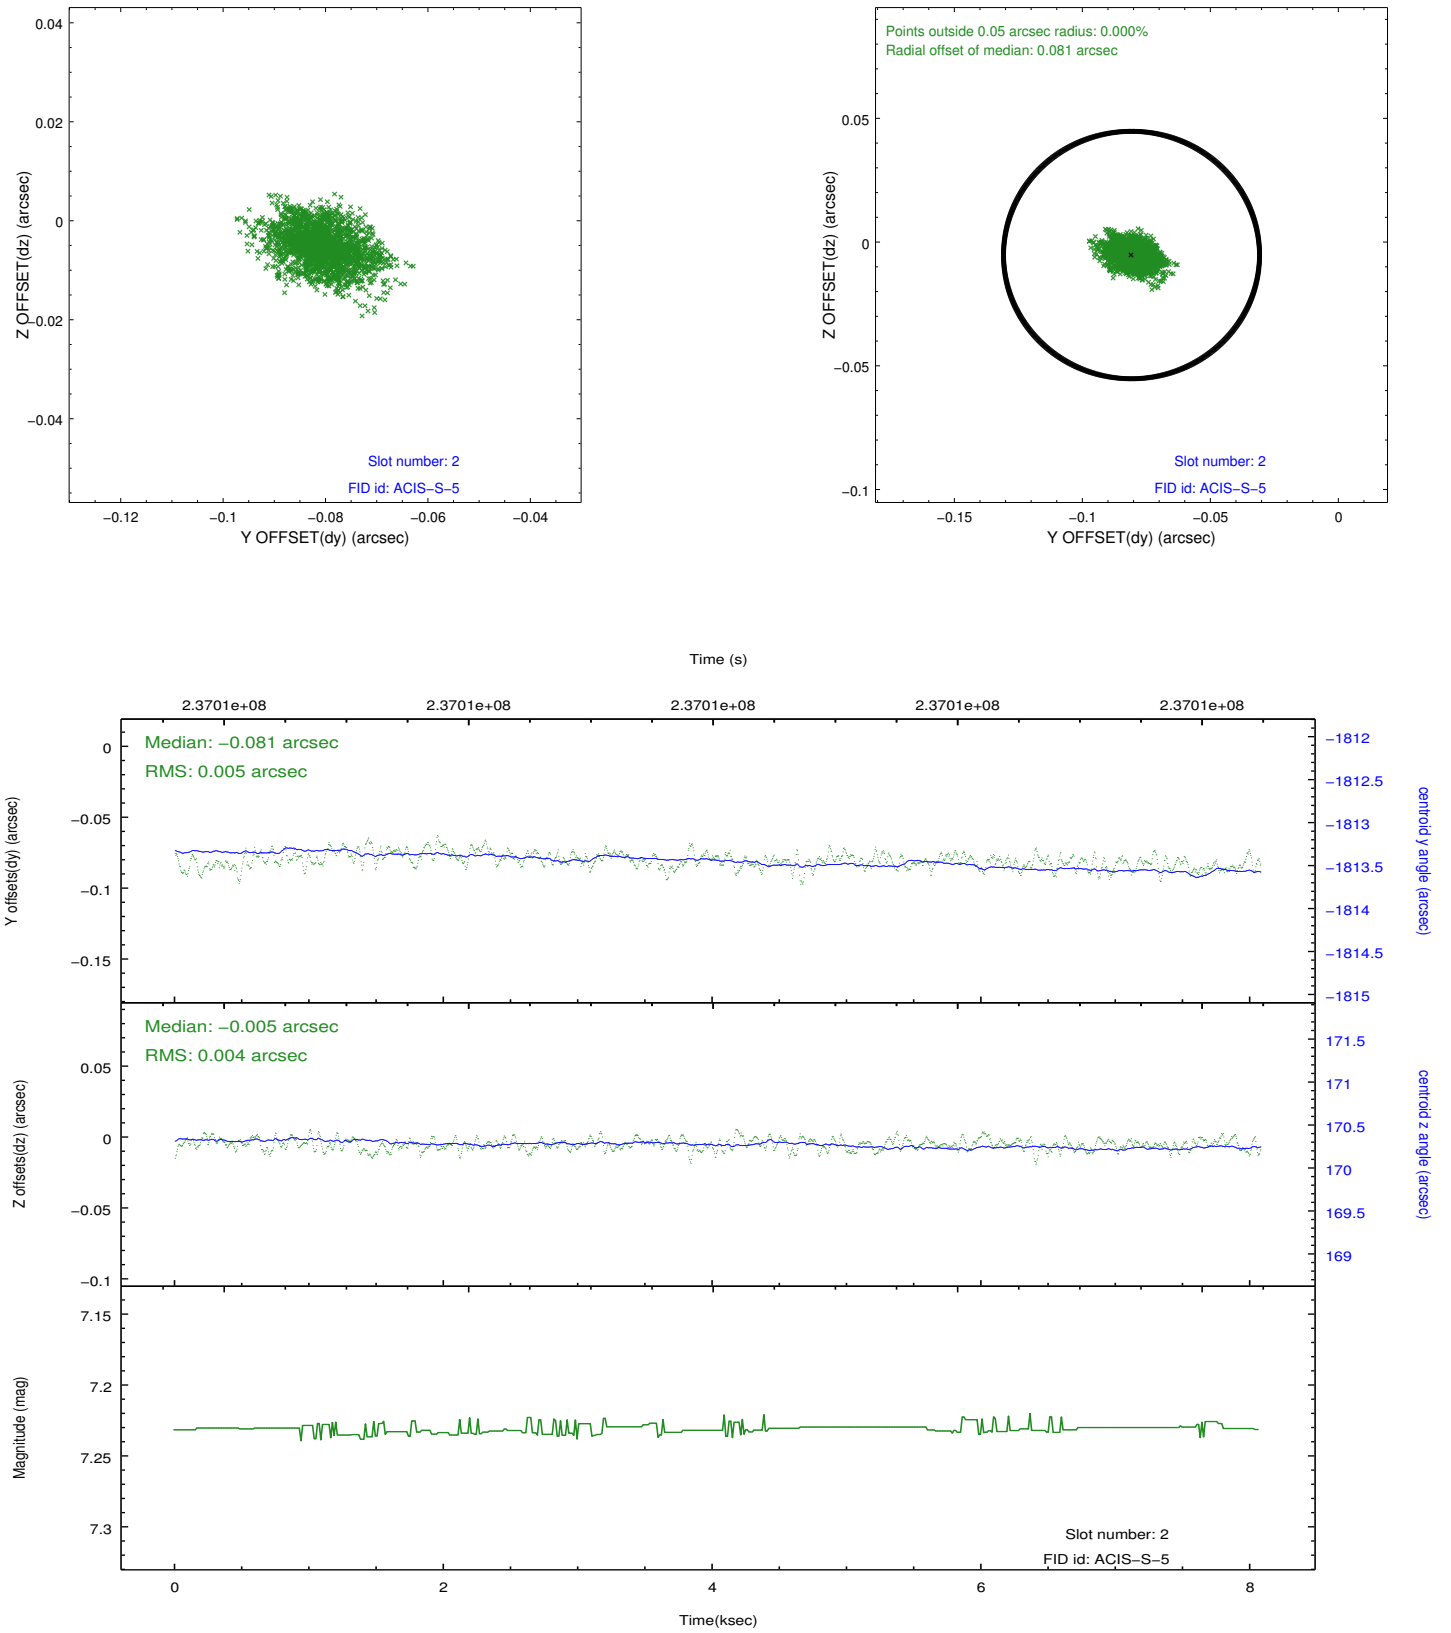 0.04
0.02
0
−0.02
−0.04
Z OFFSET(dz) (arcsec)
Slot number: 2
FID id: ACIS−S−5
−0.12
−0.1
−0.08
−0.06
−0.04
Y OFFSET(dy) (arcsec)
Points outside 0.05 arcsec radius: 0.000%
Radial offset of median: 0.081 arcsec
0.05
0
−0.05
−0.1
Z OFFSET(dz) (arcsec)
Slot number: 2
FID id: ACIS−S−5
−0.15
−0.1
−0.05
0
Y OFFSET(dy) (arcsec)
Time (s)
2.3701e+08
2.3701e+08
2.3701e+08
2.3701e+08
2.3701e+08
Median: −0.081 arcsec
RMS: 0.005 arcsec
0
−0.05
−0.1
−0.15
Y offsets(dy) (arcsec)
−1812
−1812.5
−1813
−1813.5
−1814
−1814.5
−1815
centroid y angle (arcsec)
Median: −0.005 arcsec
RMS: 0.004 arcsec
0.05
0
−0.05
−0.1
Z offsets(dz) (arcsec)
171.5
171
170.5
170
169.5
169
centroid z angle (arcsec)
7.15
7.2
7.25
7.3
Magnitude (mag)
Slot number: 2
FID id: ACIS−S−5
0
2
4
6
8
Time(ksec)